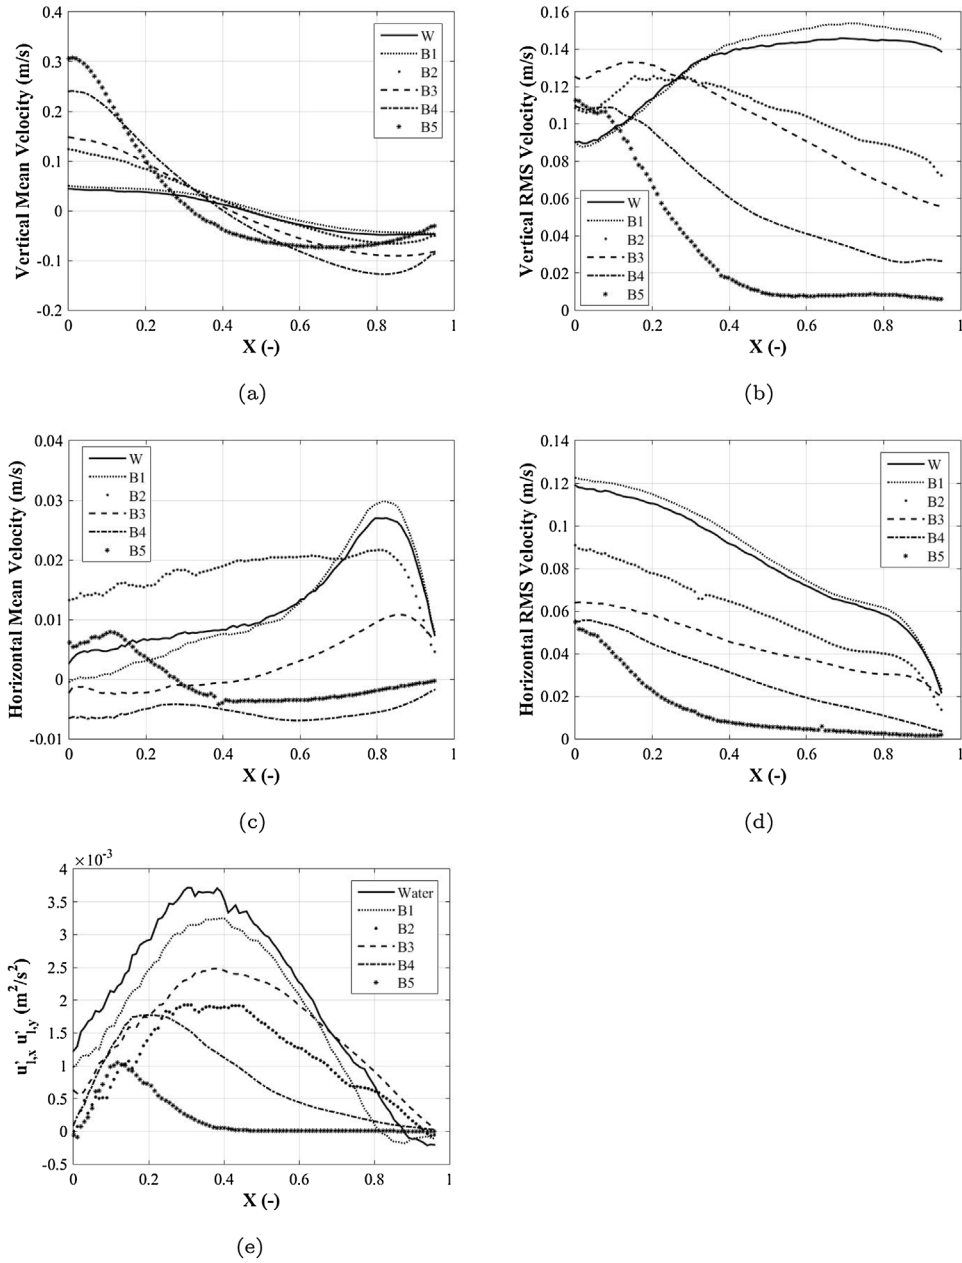 Vertical Mean Velocity (m/s)
0.4
0.3
0.2
0.1
0
-0.1
-0.2
W
B1
B2
B3
B4
B5
0 0.2 0.4 0.6 0.8 1
X (-)
(a)
Vertical RMS Velocity (m/s)
0.16
0.14
0.12
0.1
0.08
0.06
0.04
0.02
0
W
B1
B2
B3
B4
B5
0 0.2 0.4 0.6 0.8 1
X (-)
(b)
Horizontal Mean Velocity (m/s)
0.04
0.03
0.02
0.01
0
-0.01
W
B1
B2
B3
B4
B5
0 0.2 0.4 0.6 0.8 1
X (-)
(c)
Horizontal RMS Velocity (m/s)
0.14
0.12
0.1
0.08
0.06
0.04
0.02
0
W
B1
B2
B3
B4
B5
0 0.2 0.4 0.6 0.8 1
X (-)
(d)
u'l,x u'l,y (m²/s²)
×10⁻³
4
3.5
3
2.5
2
1.5
1
0.5
0
-0.5
Water
B1
B2
B3
B4
B5
0 0.2 0.4 0.6 0.8 1
X (-)
(e)